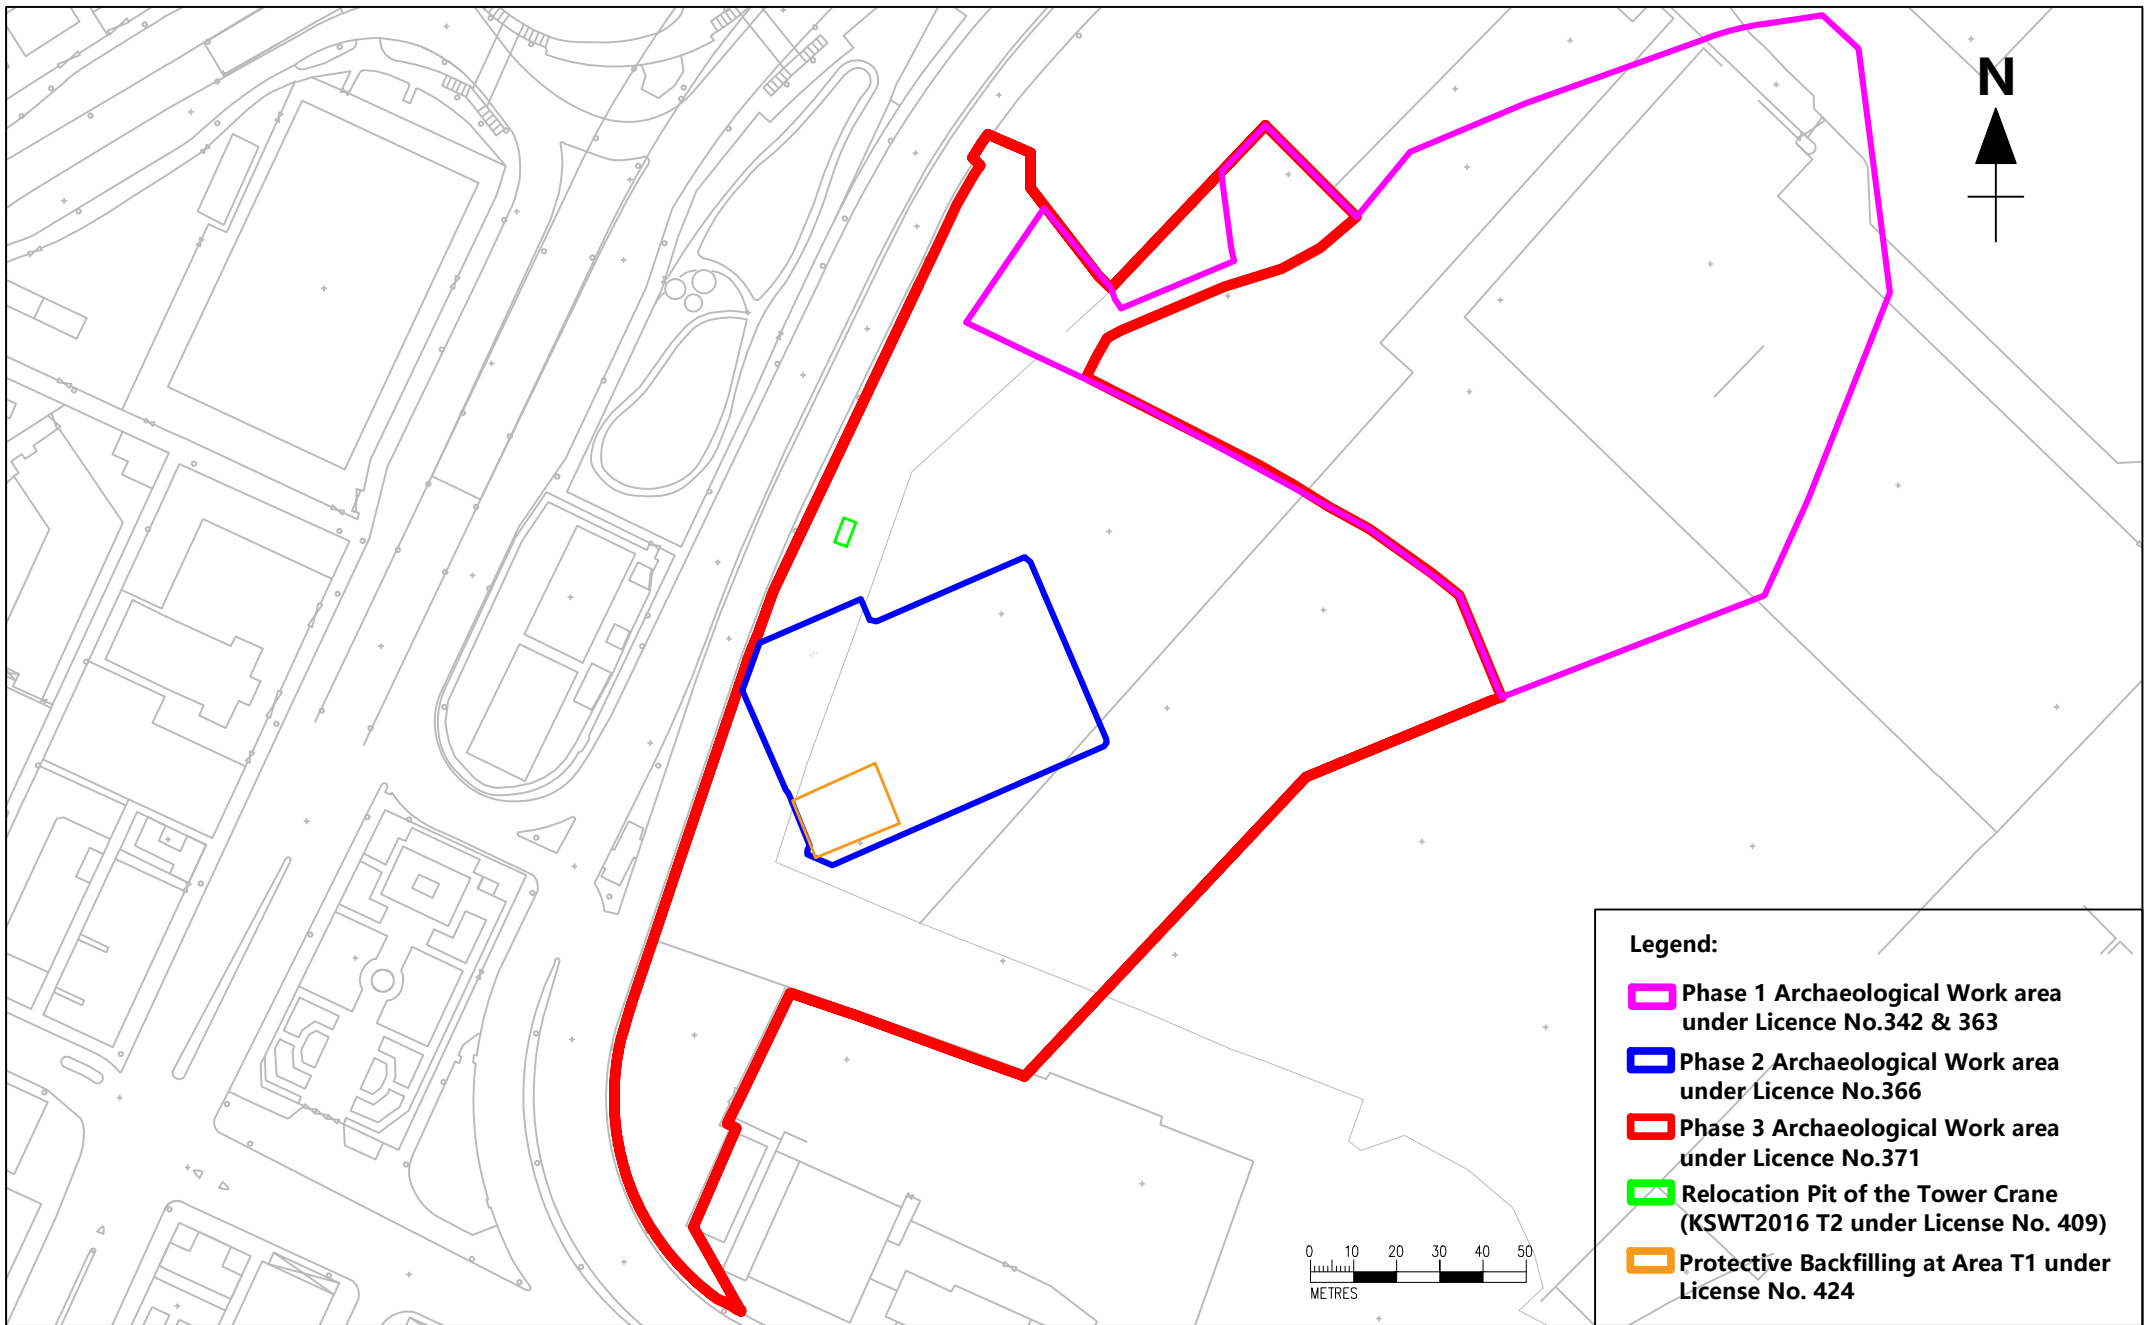 N
Legend:
Phase 1 Archaeological Work area
under Licence No.342 & 363
Phase 2 Archaeological Work area
under Licence No.366
Phase 3 Archaeological Work area
under Licence No.371
Relocation Pit of the Tower Crane
(KSWT2016 T2 under License No. 409)
Protective Backfilling at Area T1 under
License No. 424
0 10 20 30 40 50
METRES